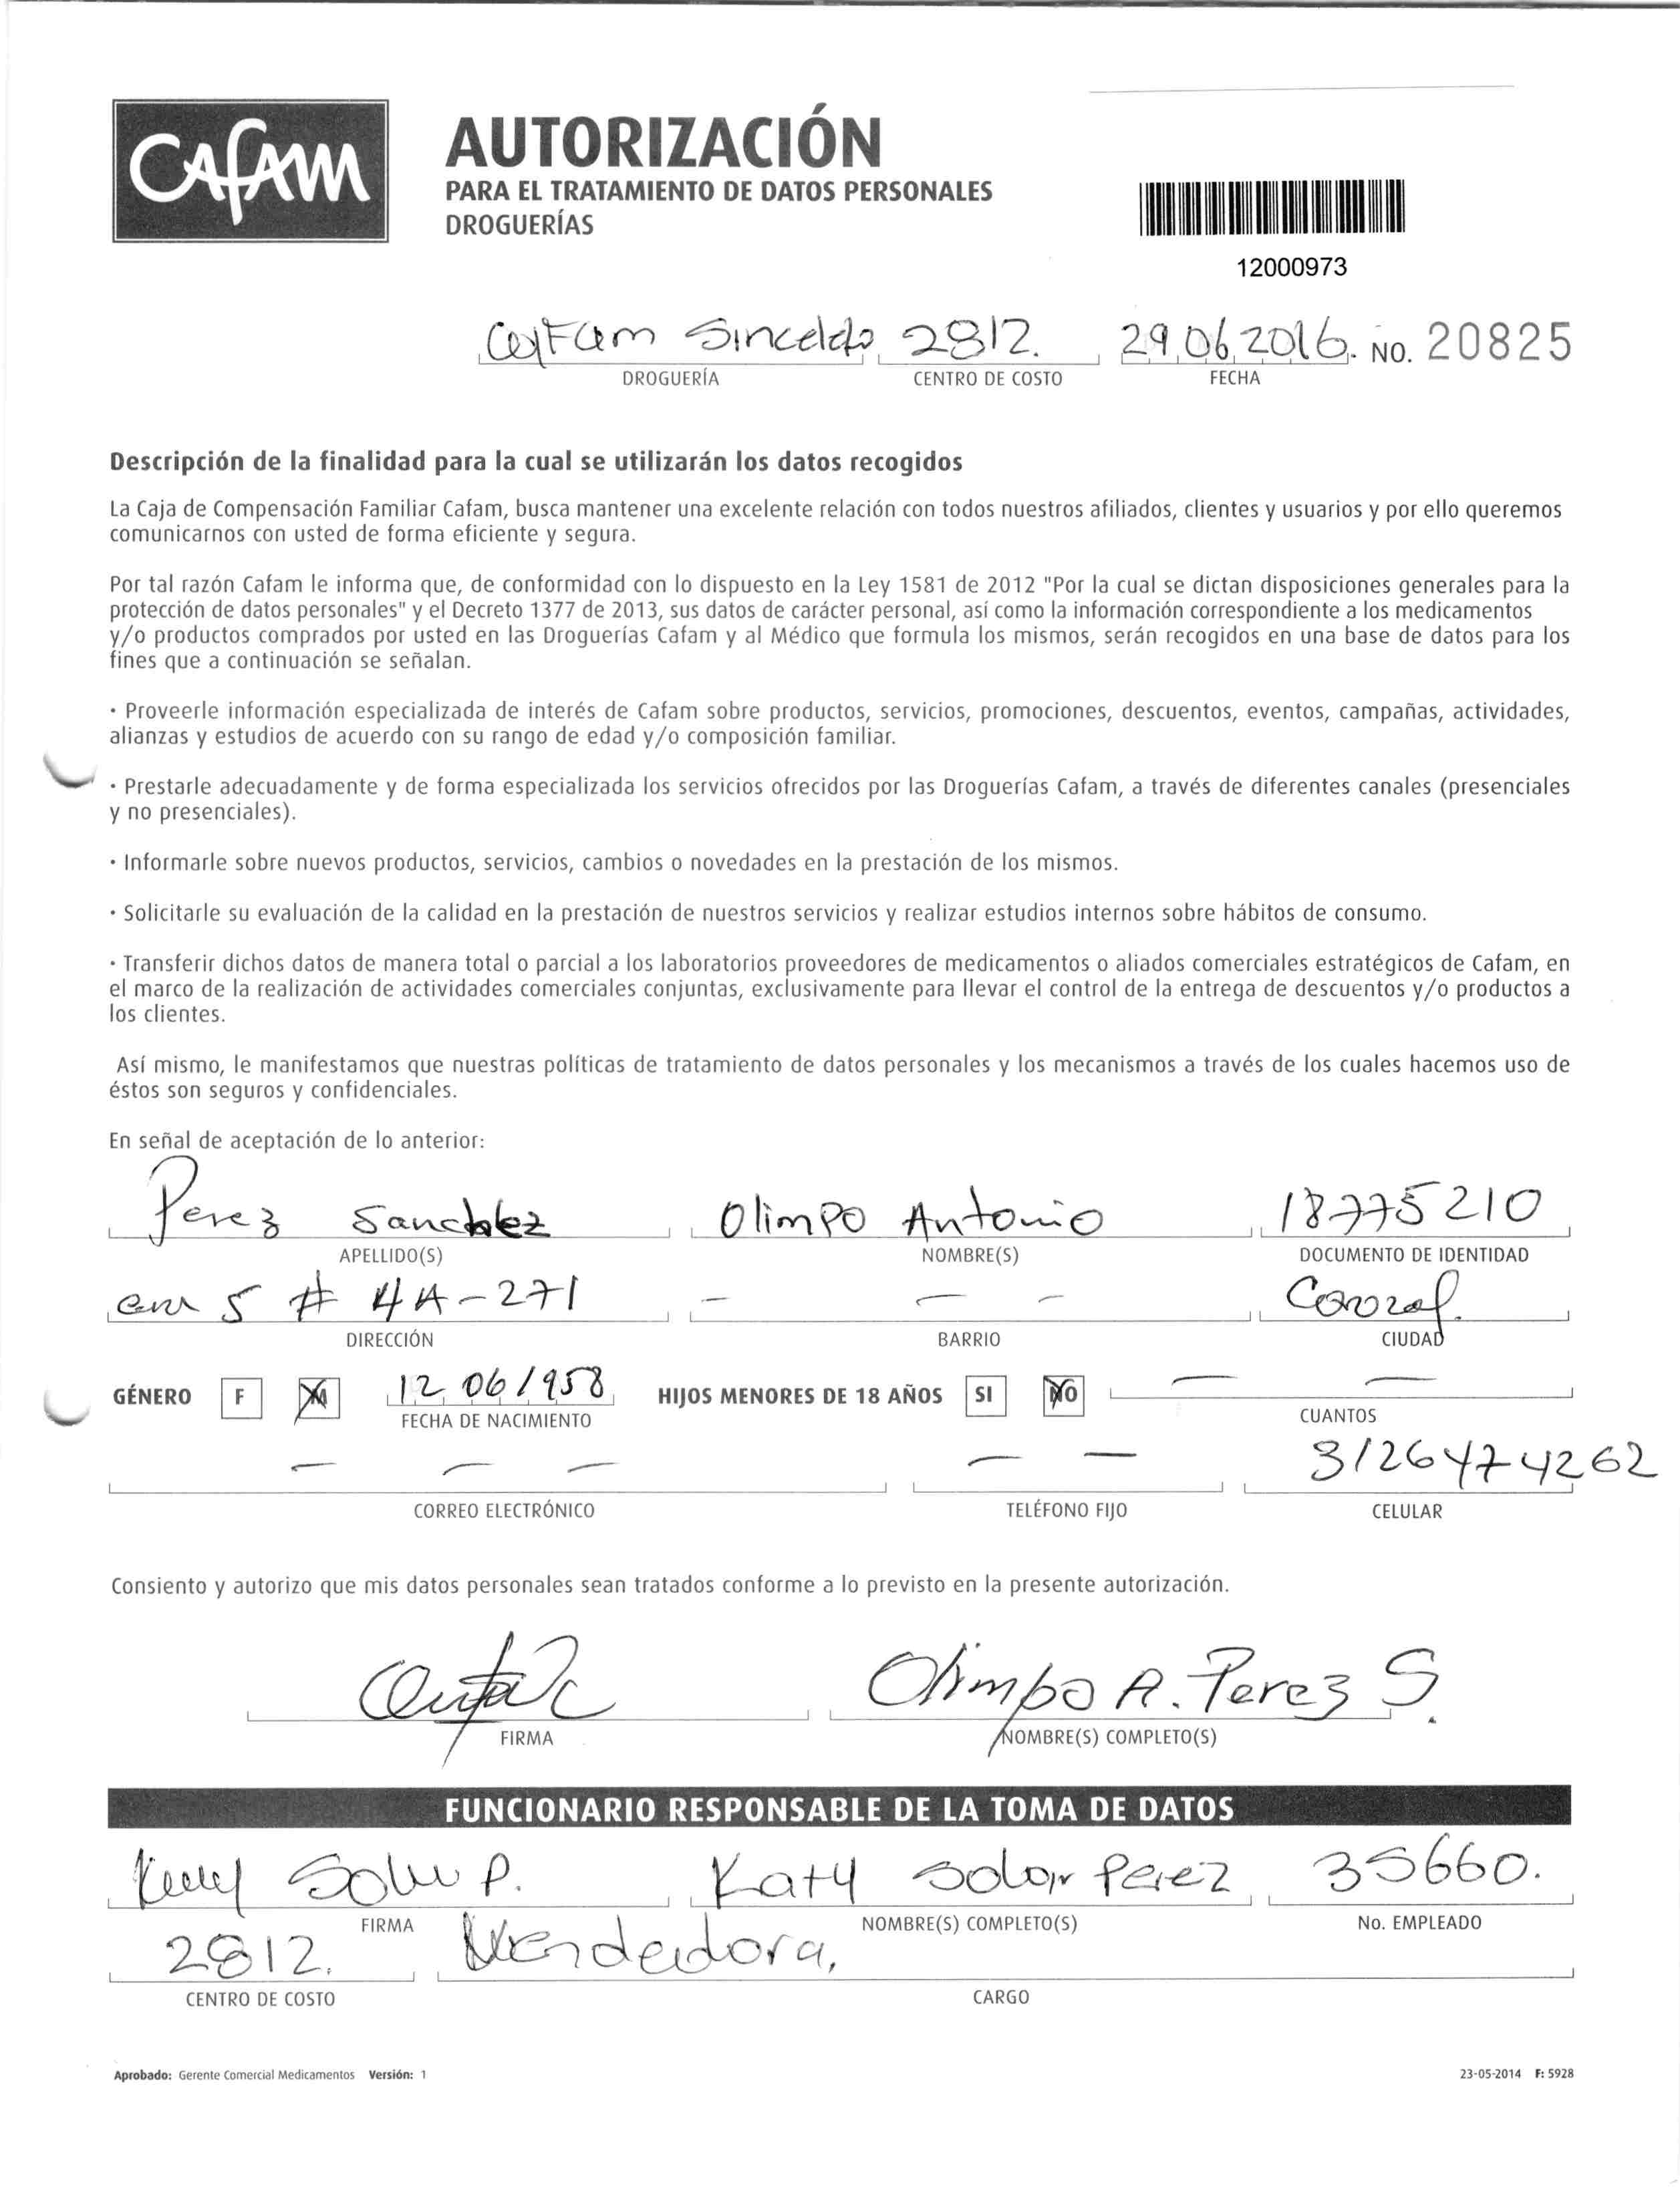 Cafam
AUTORIZACIÓN
PARA EL TRATAMIENTO DE DATOS PERSONALES
DROGUERÍAS
12000973
Cafam Sincelejo 2812. 29 06 2016. No. 20825
DROGUERÍA CENTRO DE COSTO FECHA
Descripción de la finalidad para la cual se utilizarán los datos recogidos
La Caja de Compensación Familiar Cafam, busca mantener una excelente relación con todos nuestros afiliados, clientes y usuarios y por ello queremos
comunicarnos con usted de forma eficiente y segura.
Por tal razón Cafam le informa que, de conformidad con lo dispuesto en la Ley 1581 de 2012 "Por la cual se dictan disposiciones generales para la
protección de datos personales" y el Decreto 1377 de 2013, sus datos de carácter personal, así como la información correspondiente a los medicamentos
y/o productos comprados por usted en las Droguerías Cafam y al Médico que formula los mismos, serán recogidos en una base de datos para los
fines que a continuación se señalan.
· Proveerle información especializada de interés de Cafam sobre productos, servicios, promociones, descuentos, eventos, campañas, actividades,
alianzas y estudios de acuerdo con su rango de edad y/o composición familiar.
· Prestarle adecuadamente y de forma especializada los servicios ofrecidos por las Droguerías Cafam, a través de diferentes canales (presenciales
y no presenciales).
· Informarle sobre nuevos productos, servicios, cambios o novedades en la prestación de los mismos.
· Solicitarle su evaluación de la calidad en la prestación de nuestros servicios y realizar estudios internos sobre hábitos de consumo.
· Transferir dichos datos de manera total o parcial a los laboratorios proveedores de medicamentos o aliados comerciales estratégicos de Cafam, en
el marco de la realización de actividades comerciales conjuntas, exclusivamente para llevar el control de la entrega de descuentos y/o productos a
los clientes.
Así mismo, le manifestamos que nuestras políticas de tratamiento de datos personales y los mecanismos a través de los cuales hacemos uso de
éstos son seguros y confidenciales.
En señal de aceptación de lo anterior:
Perez Sanchez Olimpo Antonio 18775210
APELLIDO(S) NOMBRE(S) DOCUMENTO DE IDENTIDAD
5 # 4A-271 - - - Corozal.
DIRECCIÓN BARRIO CIUDAD
GÉNERO F M 12 06 1958 HIJOS MENORES DE 18 AÑOS SI NO - -
FECHA DE NACIMIENTO CUANTOS
- - - - - 3126474262
CORREO ELECTRÓNICO TELÉFONO FIJO CELULAR
Consiento y autorizo que mis datos personales sean tratados conforme a lo previsto en la presente autorización.
Olimpo A. Perez S.
FIRMA NOMBRE(S) COMPLETO(S)
FUNCIONARIO RESPONSABLE DE LA TOMA DE DATOS
P. Katy Solar Perez 35660.
FIRMA NOMBRE(S) COMPLETO(S) No. EMPLEADO
2812. Vendedora.
CENTRO DE COSTO CARGO
Aprobado: Gerente Comercial Medicamentos Versión: 1 23-05-2014 F: 5928